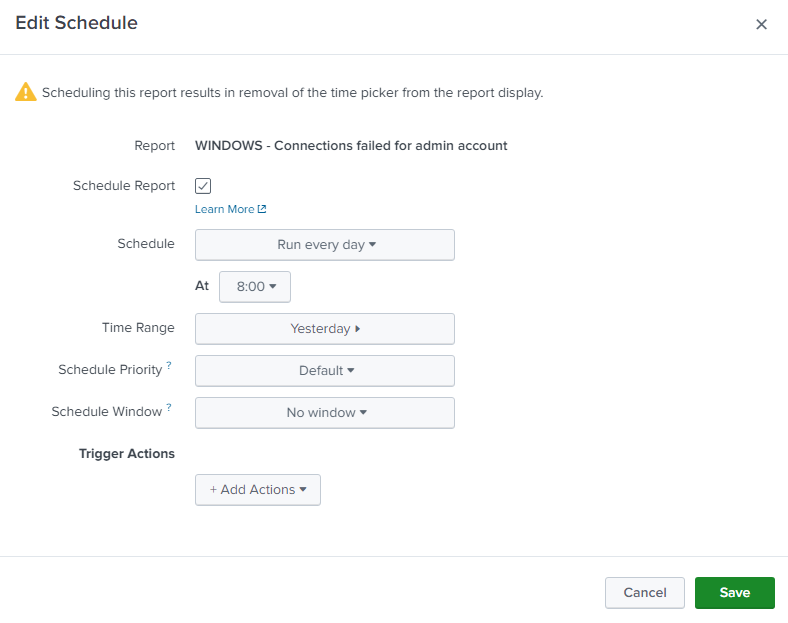 Edit Schedule
Scheduling this report results in removal of the time picker from the report display.
Report WINDOWS - Connections failed for admin account
Schedule Report
Learn More
Schedule Run every day
At 8:00
Time Range Yesterday
Schedule Priority ? Default
Schedule Window ? No window
Trigger Actions
+ Add Actions
Cancel Save